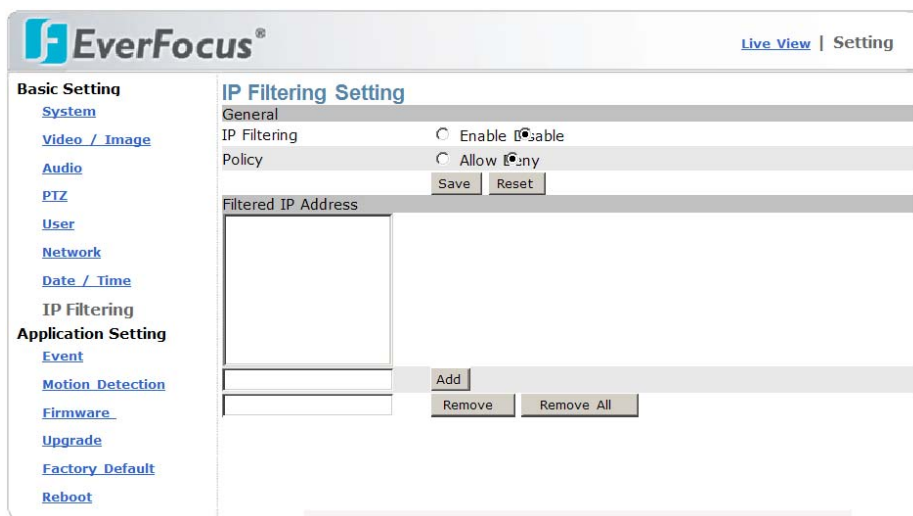 EverFocus®
Live View | Setting
Basic Setting
System
Video / Image
Audio
PTZ
User
Network
Date / Time
IP Filtering
Application Setting
Event
Motion Detection
Firmware
Upgrade
Factory Default
Reboot
IP Filtering Setting
General
IP Filtering Enable Disable
Policy Allow Deny
Save Reset
Filtered IP Address
Add
Remove Remove All